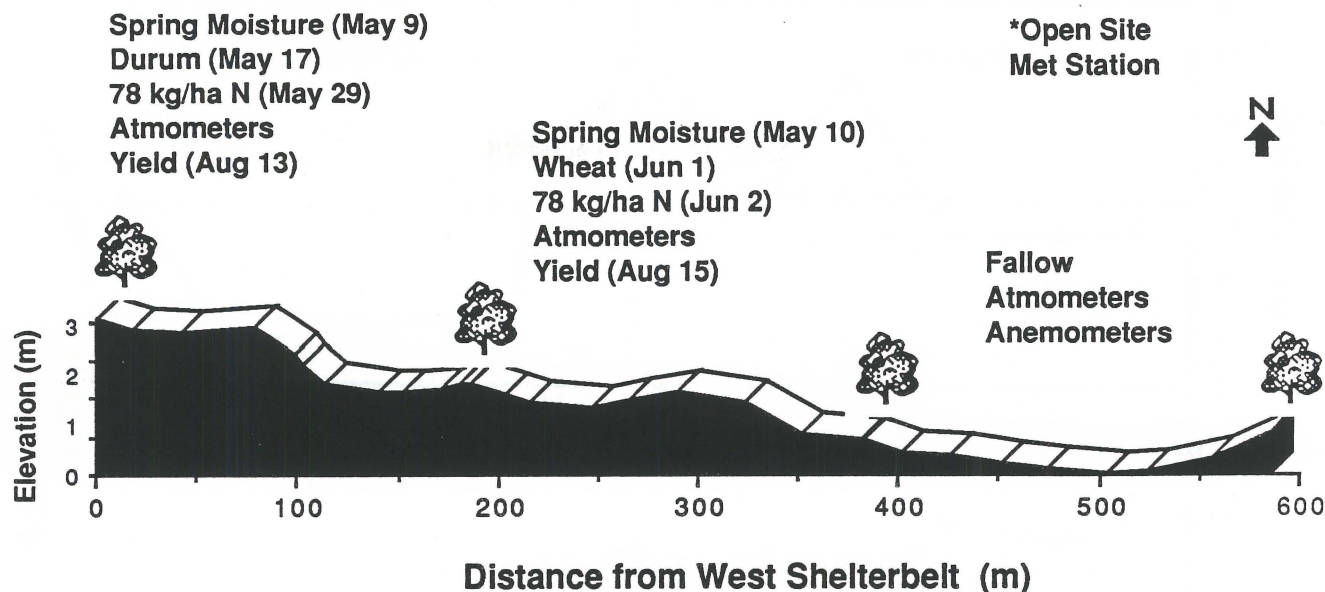 Spring Moisture (May 9)
Durum (May 17)
78 kg/ha N (May 29)
Atmometers
Yield (Aug 13)
Spring Moisture (May 10)
Wheat (Jun 1)
78 kg/ha N (Jun 2)
Atmometers
Yield (Aug 15)
*Open Site
Met Station
N
Fallow
Atmometers
Anemometers
Elevation (m)
3
2
1
0
0 100 200 300 400 500 600
Distance from West Shelterbelt (m)